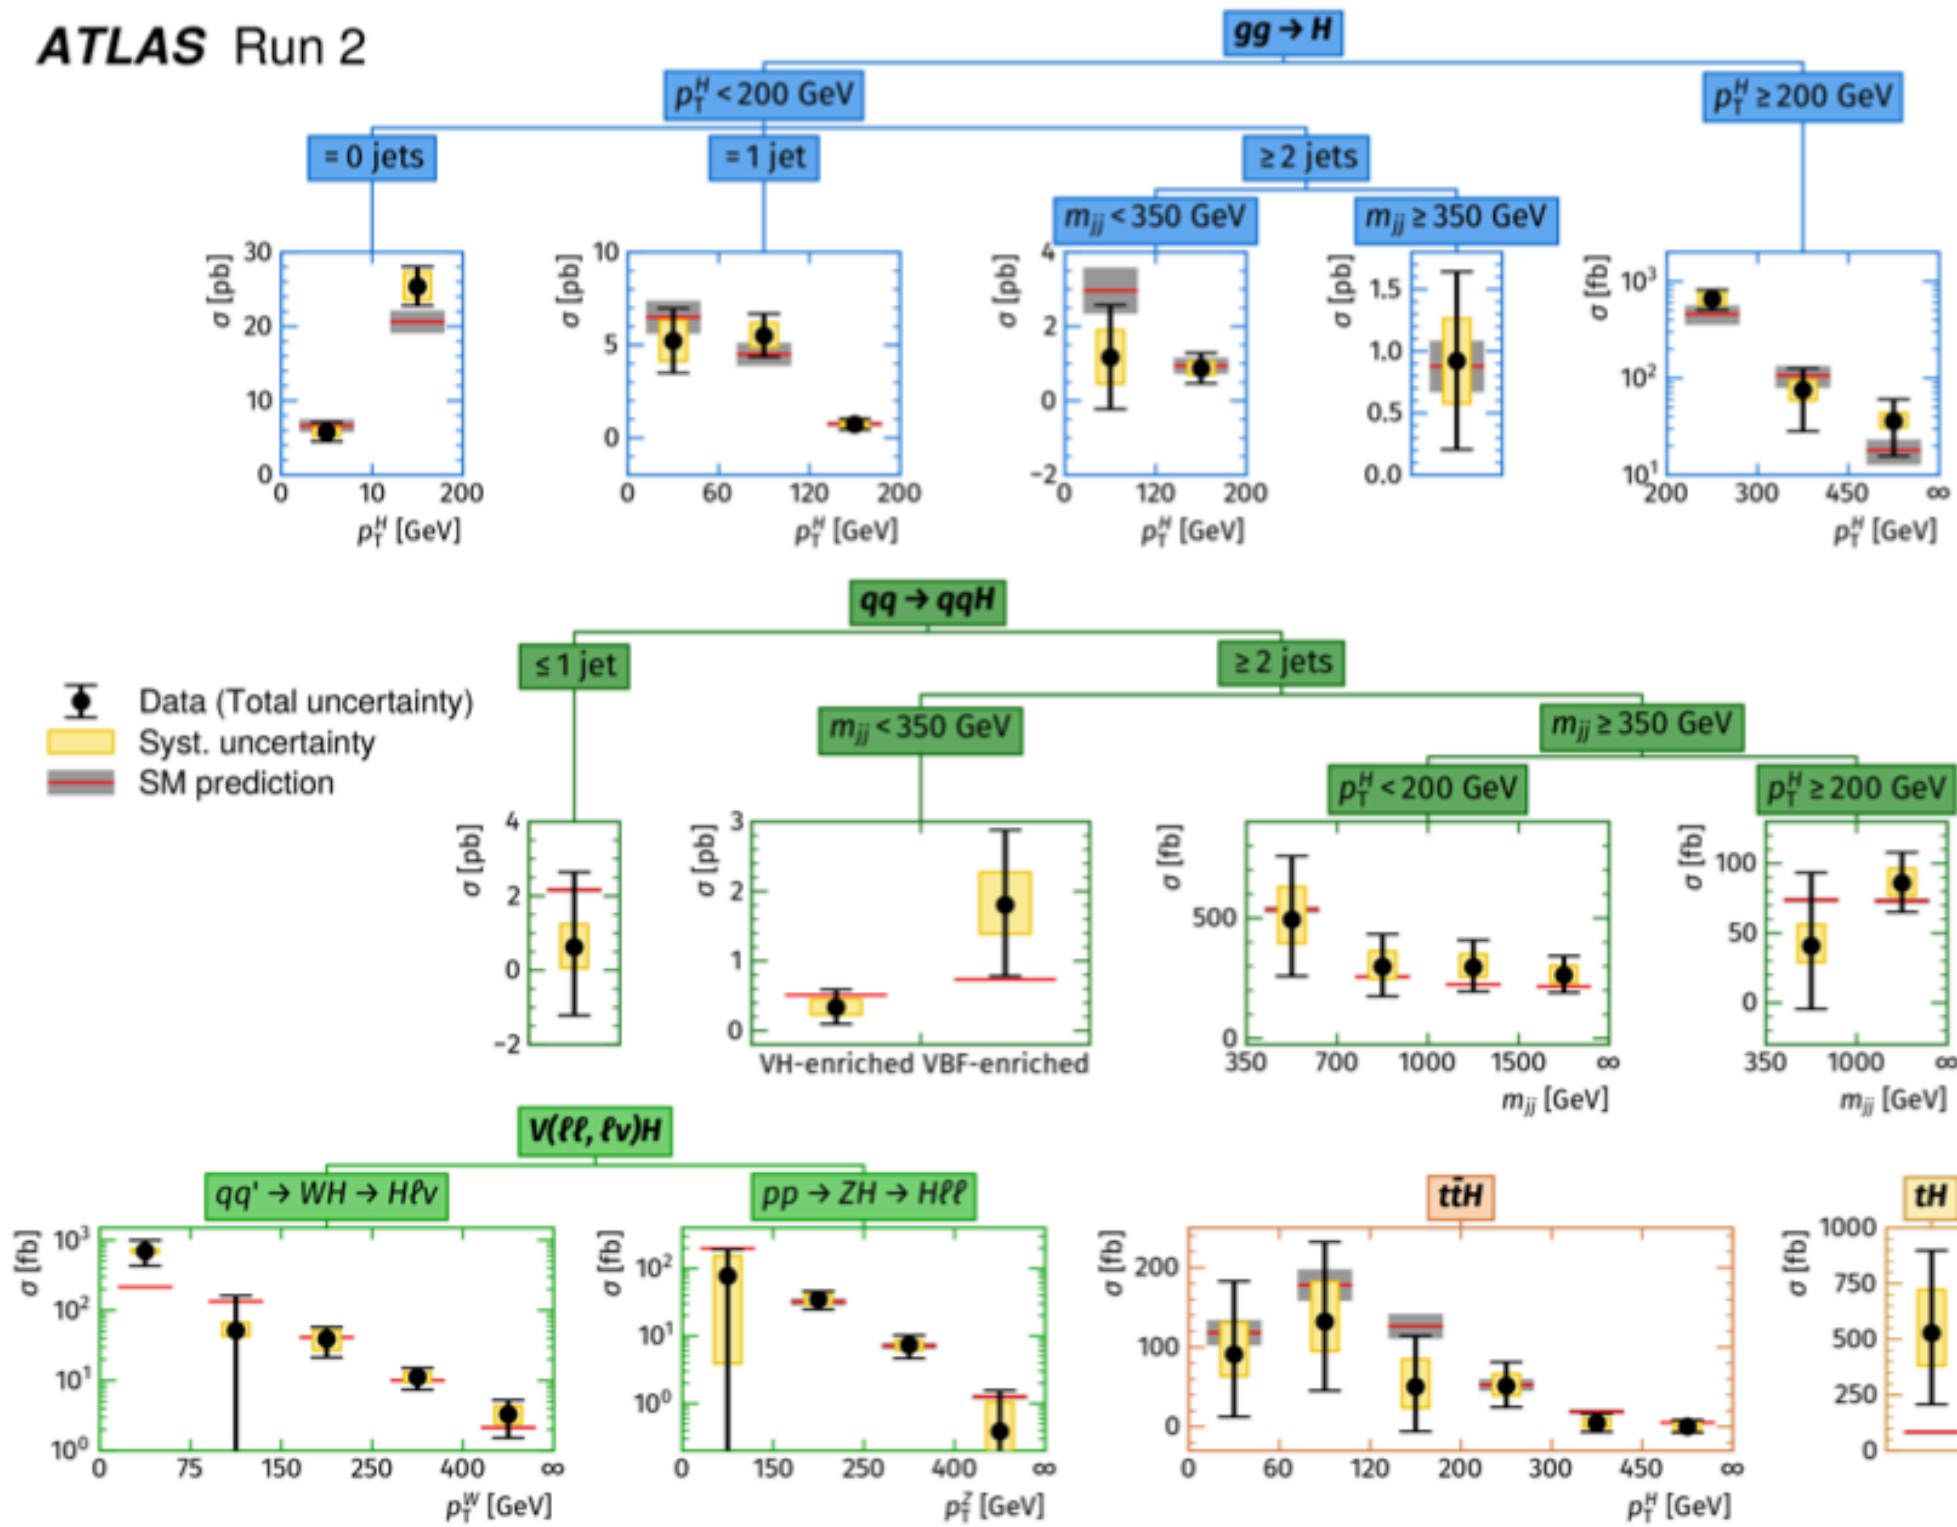 ATLAS Run 2
gg → H
p_T^H < 200 GeV
p_T^H ≥ 200 GeV
= 0 jets
= 1 jet
≥ 2 jets
m_jj < 350 GeV
m_jj ≥ 350 GeV
σ [pb]
30
20
10
0
0 10 200
p_T^H [GeV]
σ [pb]
10
5
0
0 60 120 200
p_T^H [GeV]
σ [pb]
4
2
0
−2
0 120 200
p_T^H [GeV]
σ [pb]
1.5
1.0
0.5
0.0
σ [fb]
10^3
10^2
10^1
200 300 450 ∞
p_T^H [GeV]
qq → qqH
≤ 1 jet
≥ 2 jets
Data (Total uncertainty)
Syst. uncertainty
SM prediction
m_jj < 350 GeV
m_jj ≥ 350 GeV
p_T^H < 200 GeV
p_T^H ≥ 200 GeV
σ [pb]
4
2
0
−2
σ [pb]
3
2
1
0
VH-enriched VBF-enriched
σ [fb]
500
0
350 700 1000 1500 ∞
m_jj [GeV]
σ [fb]
100
50
0
350 1000 ∞
m_jj [GeV]
V(ℓℓ, ℓν)H
qq' → WH → Hℓν
pp → ZH → Hℓℓ
tt̄H
tH
σ [fb]
10^3
10^2
10^1
10^0
0 75 150 250 400 ∞
p_T^W [GeV]
σ [fb]
10^2
10^1
10^0
0 150 250 400 ∞
p_T^Z [GeV]
σ [fb]
200
100
0
0 60 120 200 300 450 ∞
p_T^H [GeV]
σ [fb]
1000
750
500
250
0